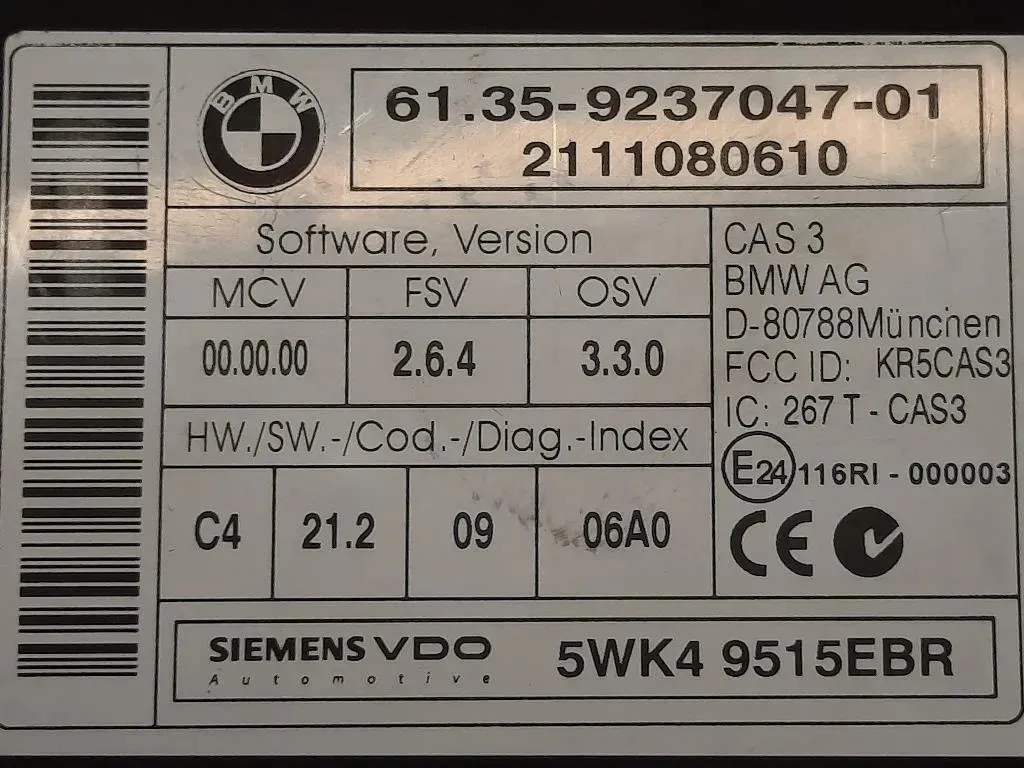 BMW
61.35-9237047-01
2111080610
Software, Version
MCV FSV OSV
00.00.00 2.6.4 3.3.0
HW./SW.-/Cod.-/Diag.-Index
C4 21.2 09 06A0
CAS 3
BMW AG
D-80788München
FCC ID: KR5CAS3
IC: 267 T - CAS3
E24 116RI - 000003
CE
SIEMENS VDO
Automotive
5WK4 9515EBR